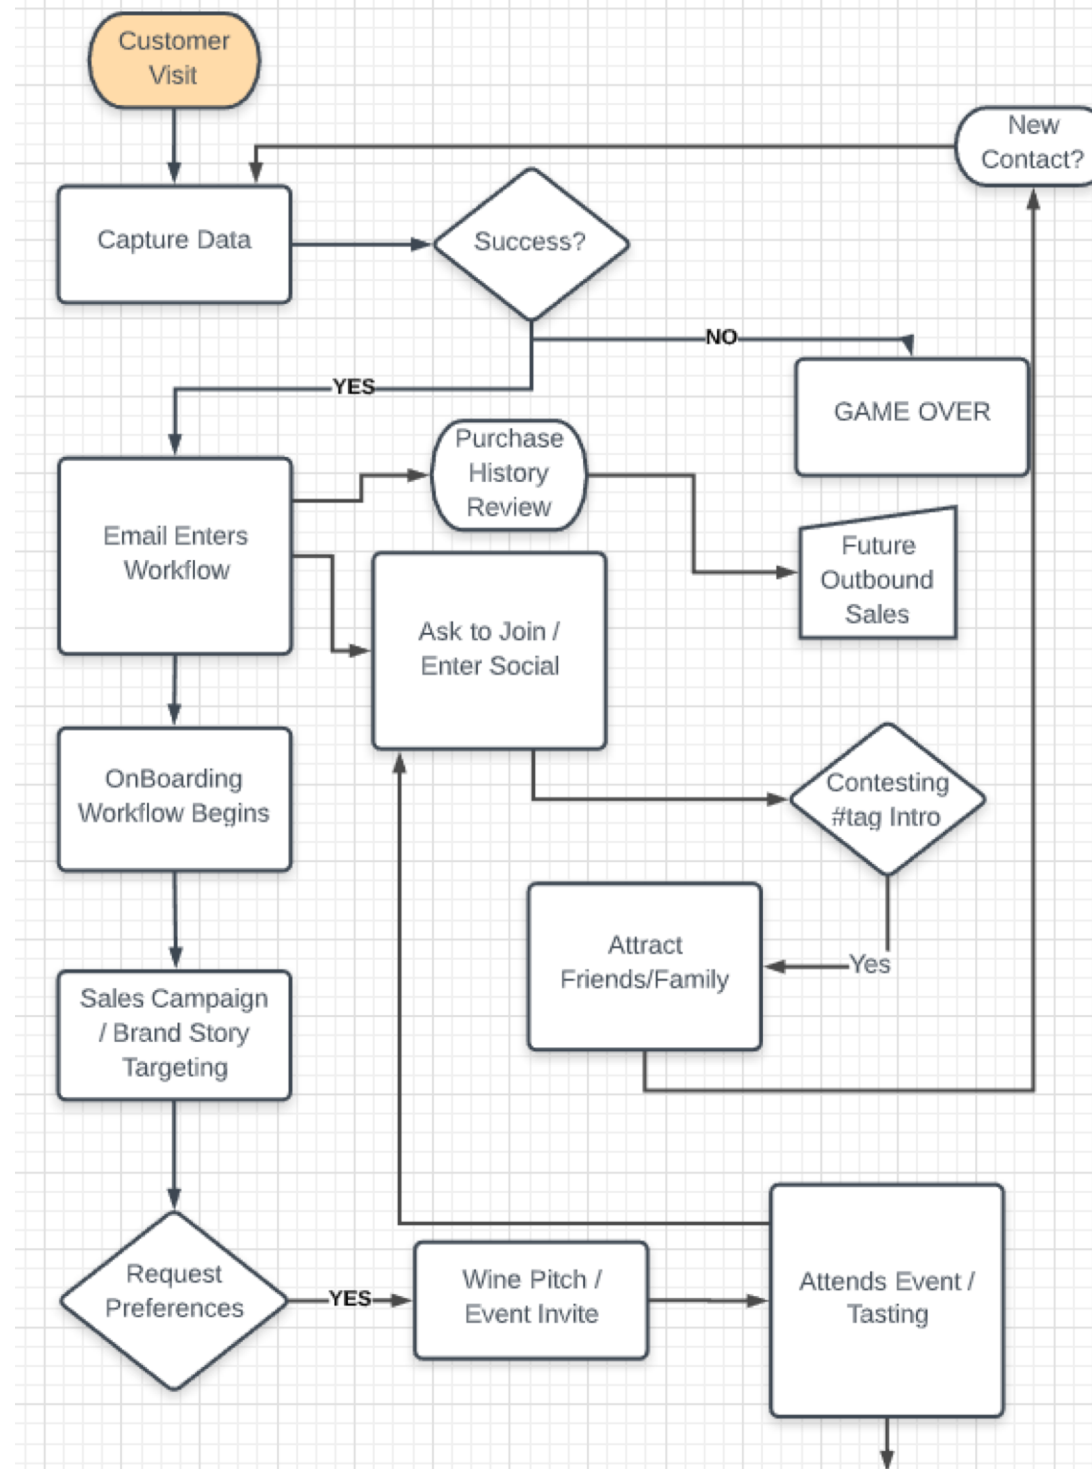 Customer
Visit
New
Contact?
Capture Data
Success?
NO
YES
GAME OVER
Purchase
History
Review
Email Enters
Workflow
Future
Outbound
Sales
Ask to Join /
Enter Social
OnBoarding
Workflow Begins
Contesting
#tag Intro
Attract
Friends/Family
Yes
Sales Campaign
/ Brand Story
Targeting
Request
Preferences
YES
Wine Pitch /
Event Invite
Attends Event /
Tasting